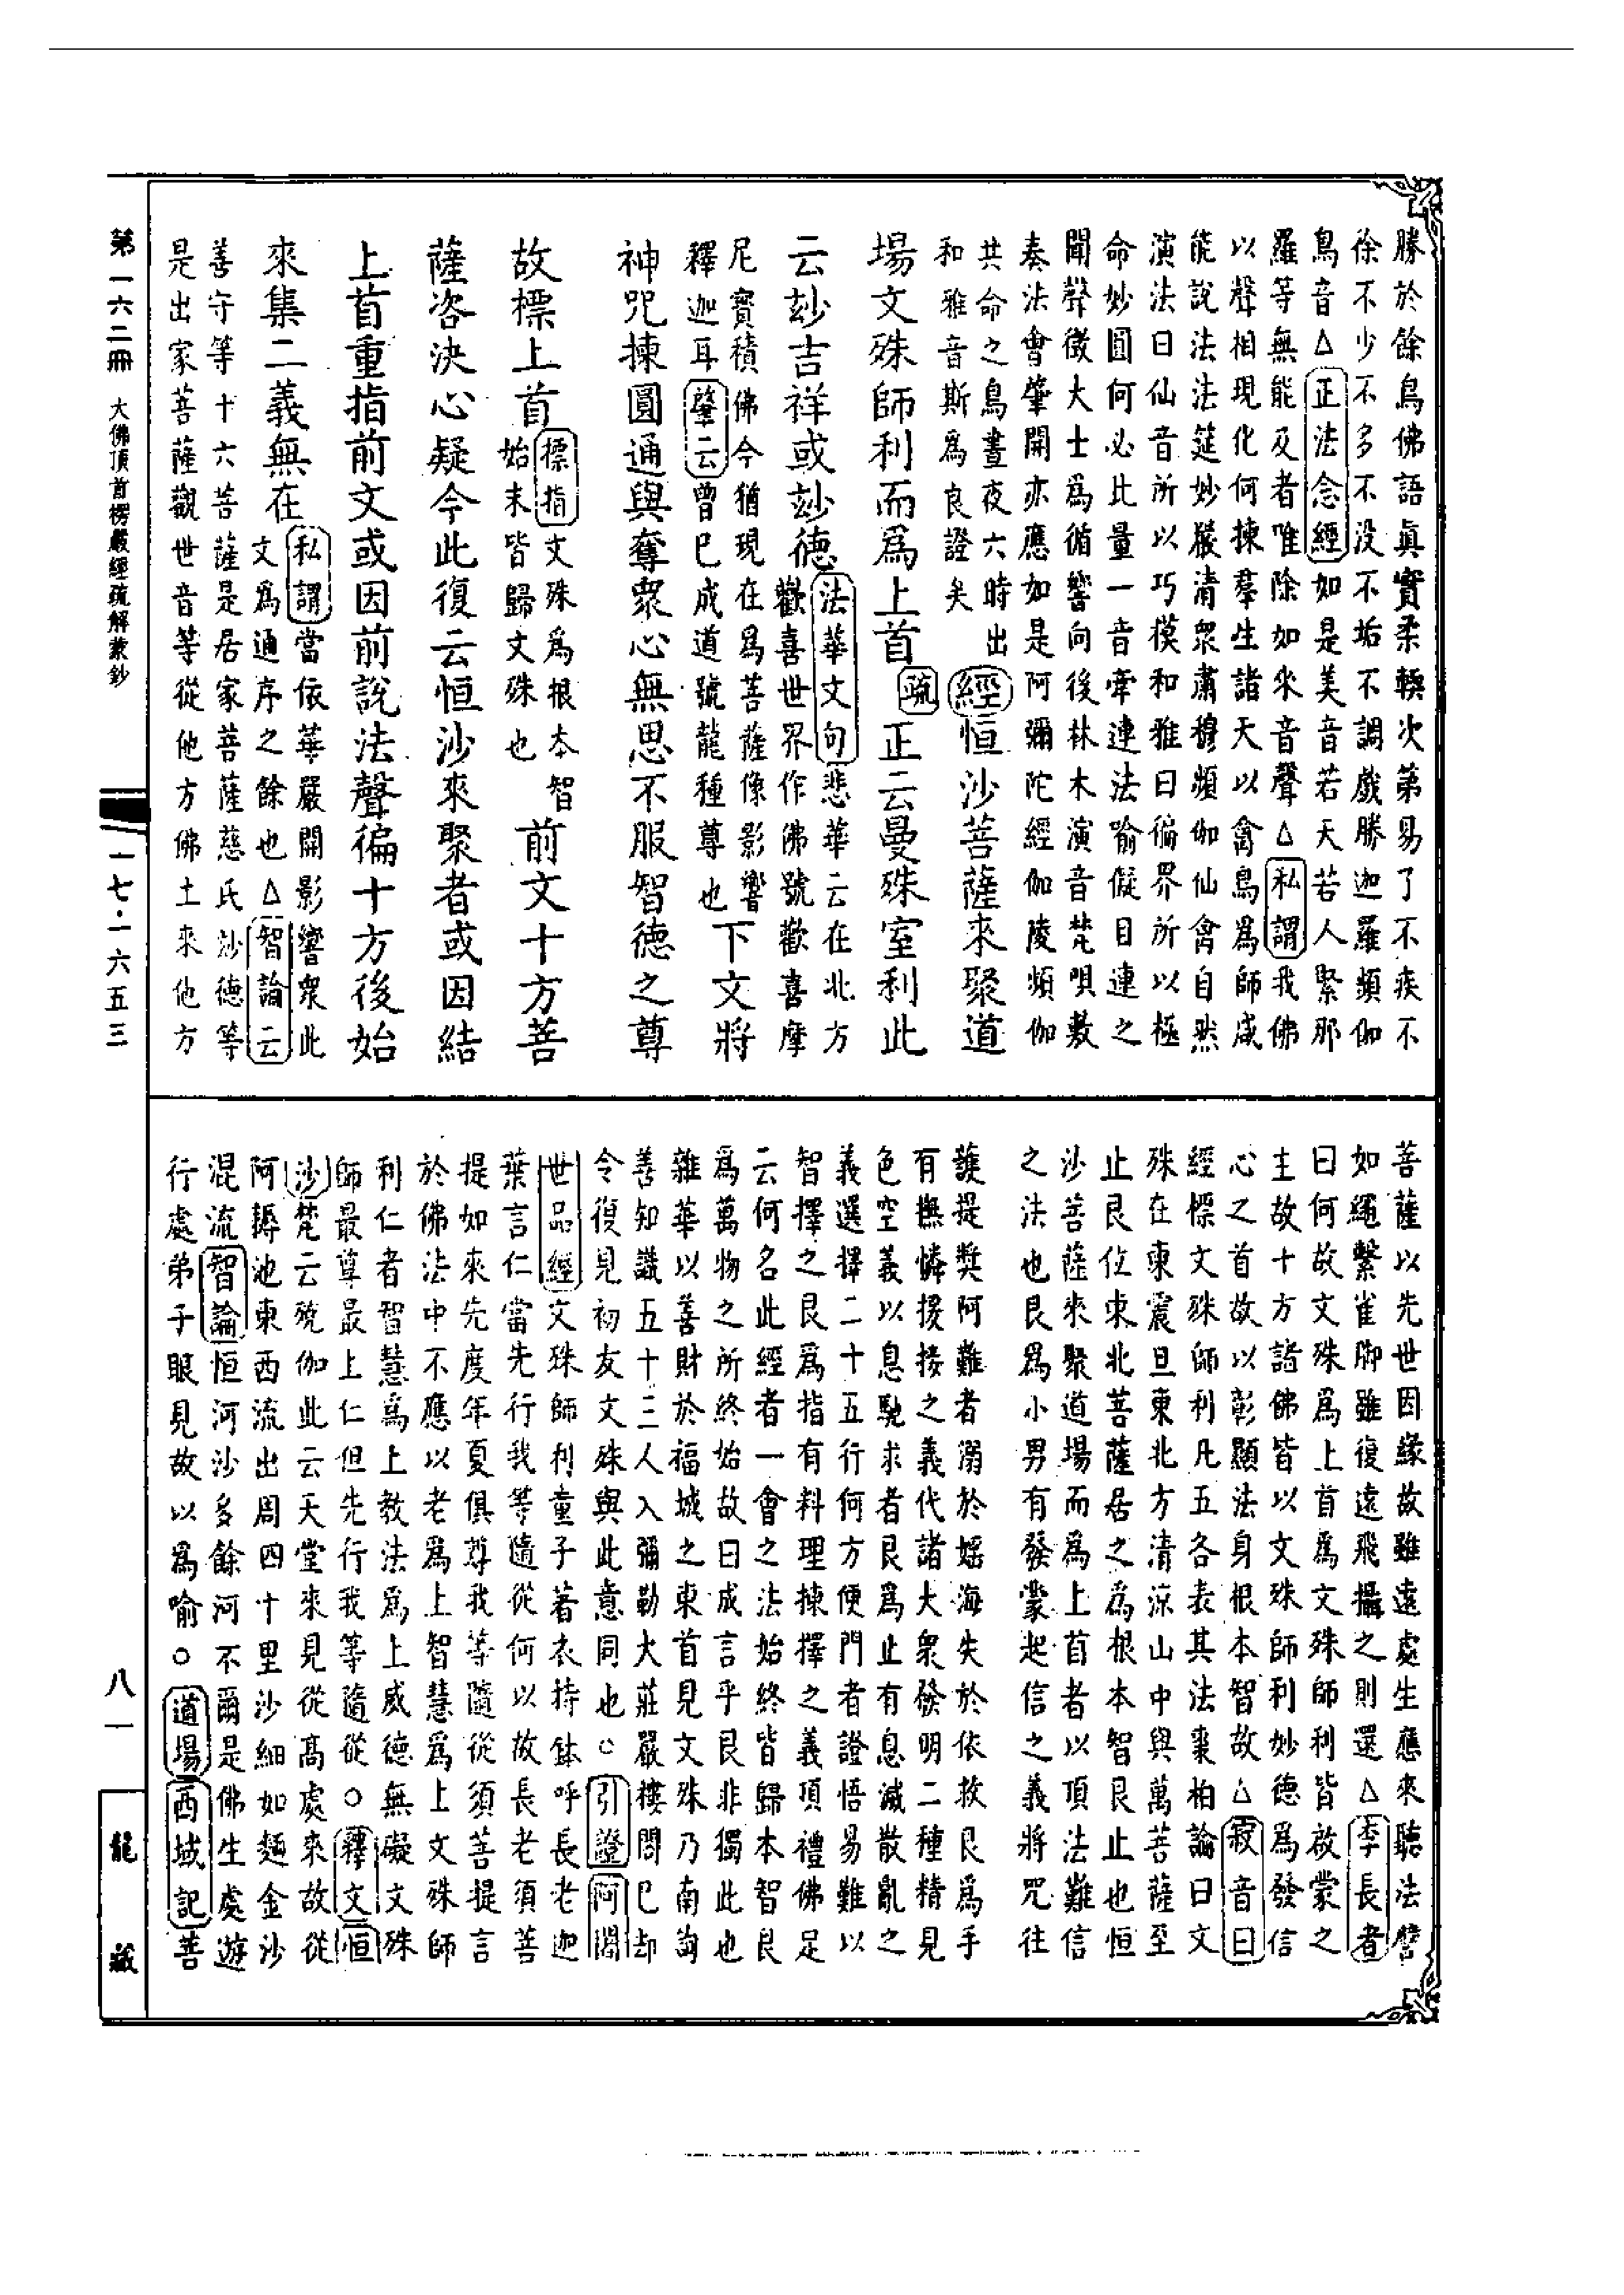 勝於餘鳥佛語眞實柔輭次第易了不疾不
徐不少不多不没不垢不調戲勝迦羅頻伽
鳥音△正法念經如是美音若天若人緊那
羅等無能及者唯除如來音聲△私謂我佛
以聲相現化何揀羣生諸天以禽鳥爲師咸
能說法法筵妙嚴清衆肅穆頻伽仙禽自然
演法曰仙音所以巧摸和雅曰徧界所以極
命妙圓何必比量一音牽連法喻儗目連之
聞聲徵大士爲循響向後林木演音梵唄敷
奏法會肇開亦應如是阿彌陀經伽陵頻伽
共命之鳥晝夜六時出
和雅音斯爲良證矣
經恒沙菩薩來聚道
場文殊師利而爲上首疏正云曼殊室利此
云玅吉祥或玅德法華文句悲華云在北方
歡喜世界作佛號歡喜摩
尼寶積佛今猶現在爲菩薩像影響
釋迦耳肇云曾已成道號龍種尊也
下文將
神咒揀圓通與奪衆心無思不服智德之尊
故標上首標指文殊爲根本智
始末皆歸文殊也
前文十方菩
薩咨決心疑今此復云恒沙來聚者或因結
上首重指前文或因前說法聲徧十方後始
來集二義無在私謂當依華嚴開影響衆此
文爲通序之餘也△智論云
善守等十六菩薩是居家菩薩慈氏玅德等
是出家菩薩觀世音等從他方佛土來他方
菩薩以先世因緣故雖遠處生應來聽法譬
如繩繫雀脚雖復遠飛攝之則還△李長者
曰何故文殊爲上首爲文殊師利皆啟蒙之
主故十方諸佛皆以文殊師利妙德爲發信
心之首故以彰顯法身根本智故△寂音曰
經標文殊師利凡五各表其法棗柏論曰文
殊在東震旦東北方清涼山中與萬菩薩至
止艮位東北菩薩居之爲根本智艮止也恒
沙菩薩來聚道場而爲上首者以頂法難信
之法也艮爲小男有發蒙起信之義將咒往
護提獎阿難者溺於婬海失於依救艮爲手
有撫憐援接之義代諸大衆發明二種精見
色空義以息馳求者艮爲止有息滅散亂之
義選擇二十五行何方便門者證悟易難以
智擇之艮爲指有料理揀擇之義頂禮佛足
云何名此經者一會之法始終皆歸本智艮
爲萬物之所終始故曰成言乎艮非獨此也
雜華以善財於福城之東首見文殊乃南詢
善知識五十三人入彌勒大莊嚴樓閣已却
令復見初友文殊與此意同也○引證阿闍
世品經文殊師利童子著衣持鉢呼長老迦
葉言仁當先行我等隨從何以故長老須菩
提如來先度年夏俱尊我等隨從須菩提言
於佛法中不應以老爲上智慧爲上文殊師
利仁者智慧爲上教法爲上威德無礙文殊
師最尊最上仁但先行我等隨從○釋文恒
沙梵云殑伽此云天堂來見從高處來故從
阿耨池東西流出周四十里沙細如麵金沙
混流智論恒河沙多餘河不爾是佛生處遊
行處弟子眼見故以爲喻○道場西域記菩
第一六二冊　大佛頂首楞嚴經疏解蒙鈔
一七·一六五三
八一
龍藏